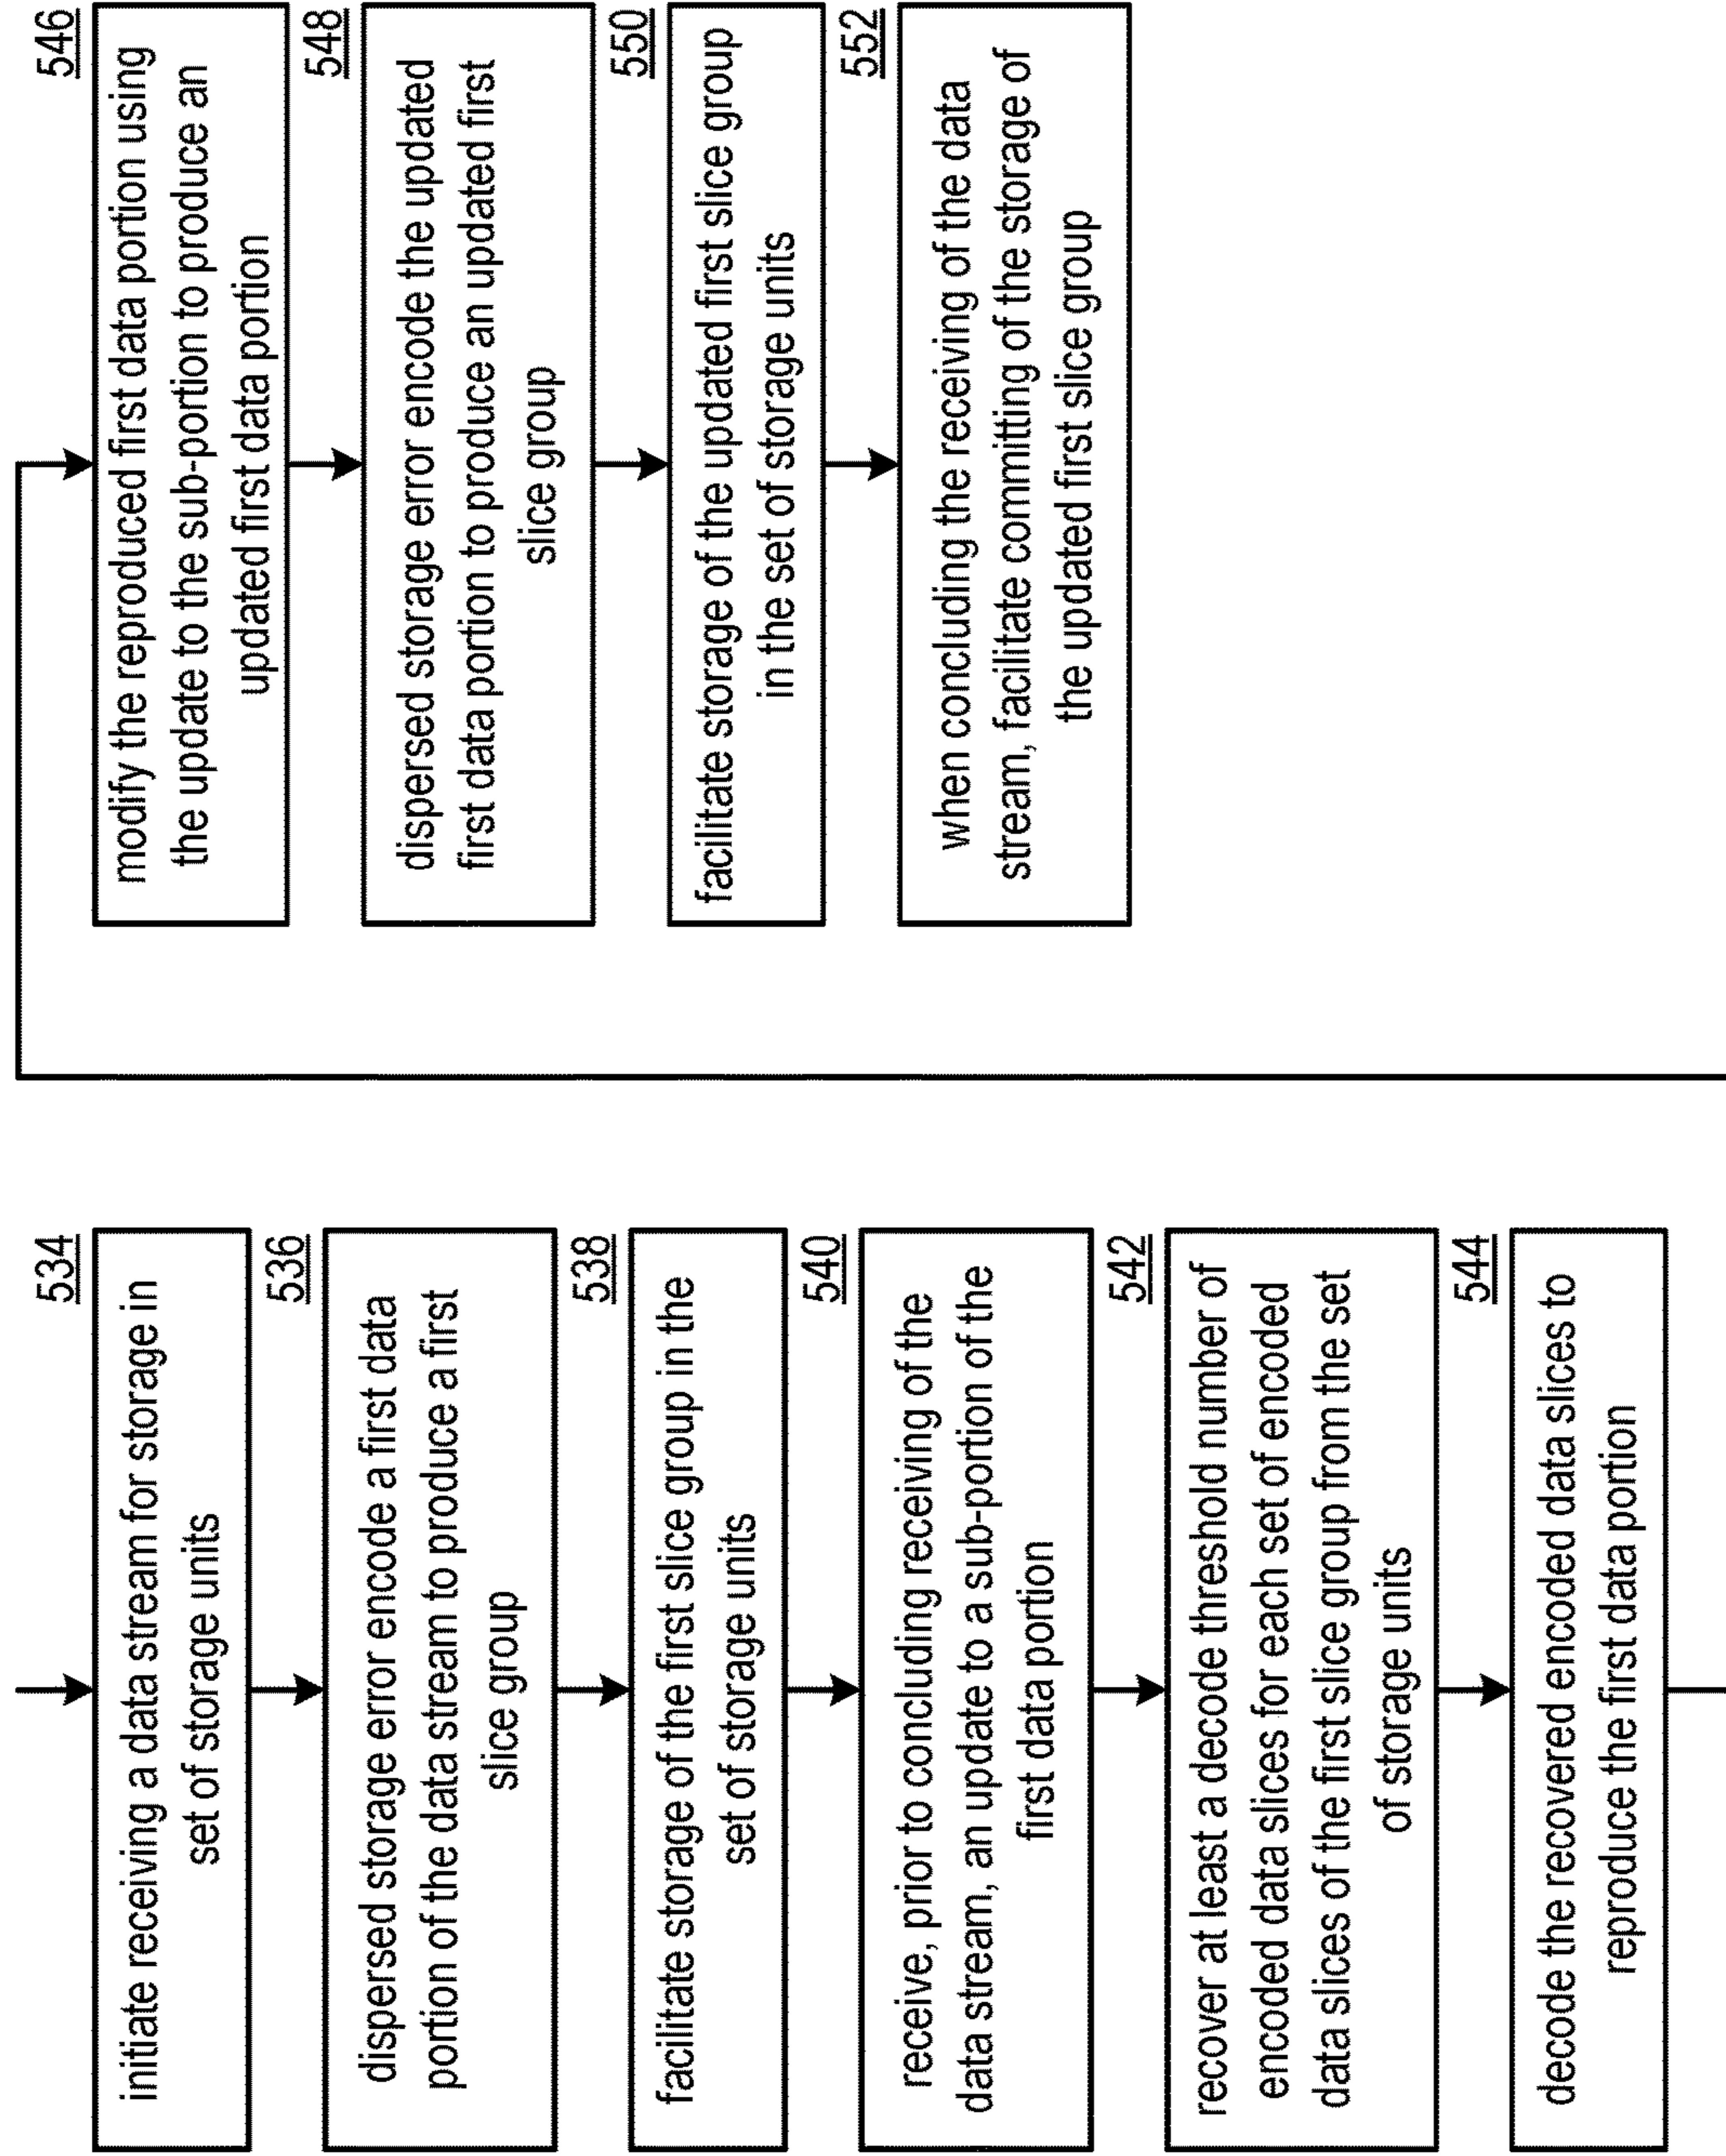 534
initiate receiving a data stream for storage in
set of storage units
536
dispersed storage error encode a first data
portion of the data stream to produce a first
slice group
538
facilitate storage of the first slice group in the
set of storage units
540
receive, prior to concluding receiving of the
data stream, an update to a sub-portion of the
first data portion
542
recover at least a decode threshold number of
encoded data slices for each set of encoded
data slices of the first slice group from the set
of storage units
544
decode the recovered encoded data slices to
reproduce the first data portion
546
modify the reproduced first data portion using
the update to the sub-portion to produce an
updated first data portion
548
dispersed storage error encode the updated
first data portion to produce an updated first
slice group
550
facilitate storage of the updated first slice group
in the set of storage units
552
when concluding the receiving of the data
stream, facilitate committing of the storage of
the updated first slice group